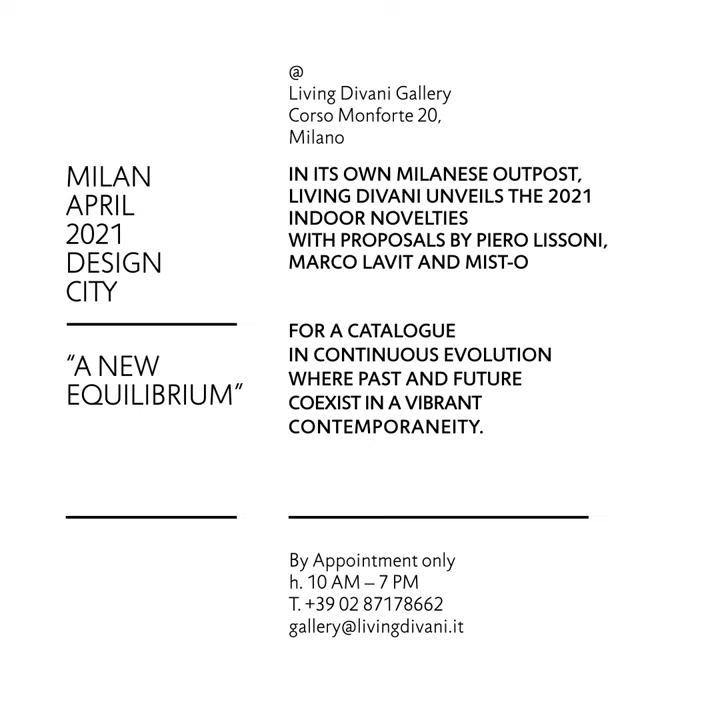 @
Living Divani Gallery
Corso Monforte 20,
Milano
MILAN
APRIL
2021
DESIGN
CITY
“A NEW
EQUILIBRIUM”
IN ITS OWN MILANESE OUTPOST,
LIVING DIVANI UNVEILS THE 2021
INDOOR NOVELTIES
WITH PROPOSALS BY PIERO LISSONI,
MARCO LAVIT AND MIST-O
FOR A CATALOGUE
IN CONTINUOUS EVOLUTION
WHERE PAST AND FUTURE
COEXIST IN A VIBRANT
CONTEMPORANEITY.
By Appointment only
h. 10 AM – 7 PM
T. +39 02 87178662
gallery@livingdivani.it